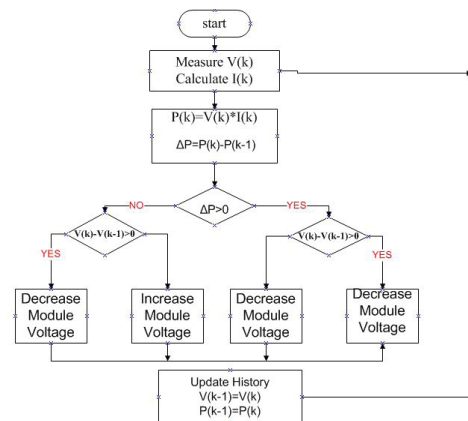 start
Measure V(k)
Calculate I(k)
P(k)=V(k)*I(k)
ΔP=P(k)-P(k-1)
ΔP>0
NO
YES
V(k)-V(k-1)>0
V(k)-V(k-1)>0
YES
YES
Decrease
Module
Voltage
Increase
Module
Voltage
Decrease
Module
Voltage
Decrease
Module
Voltage
Update History
V(k-1)=V(k)
P(k-1)=P(k)